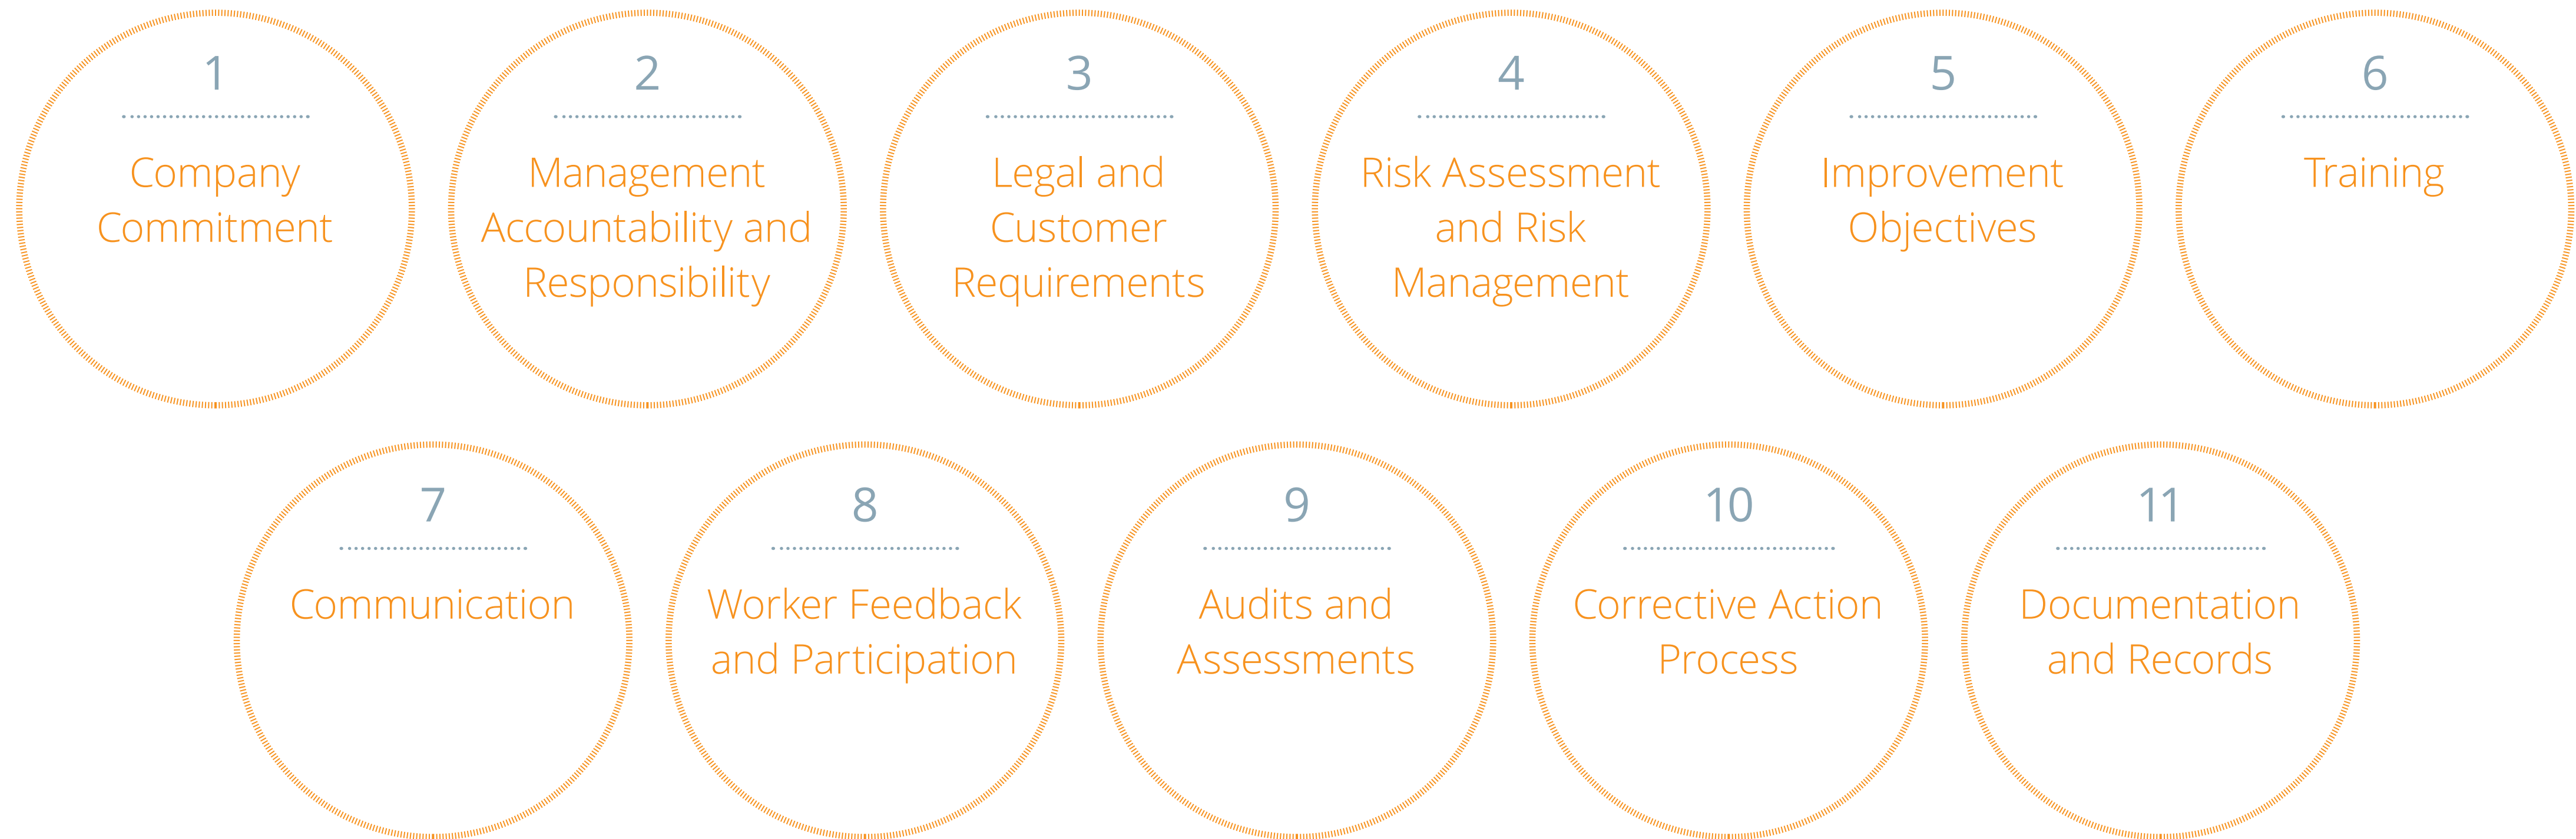 1
Company
Commitment
2
Management
Accountability and
Responsibility
3
Legal and
Customer
Requirements
4
Risk Assessment
and Risk
Management
5
Improvement
Objectives
6
Training
7
Communication
8
Worker Feedback
and Participation
9
Audits and
Assessments
10
Corrective Action
Process
11
Documentation
and Records